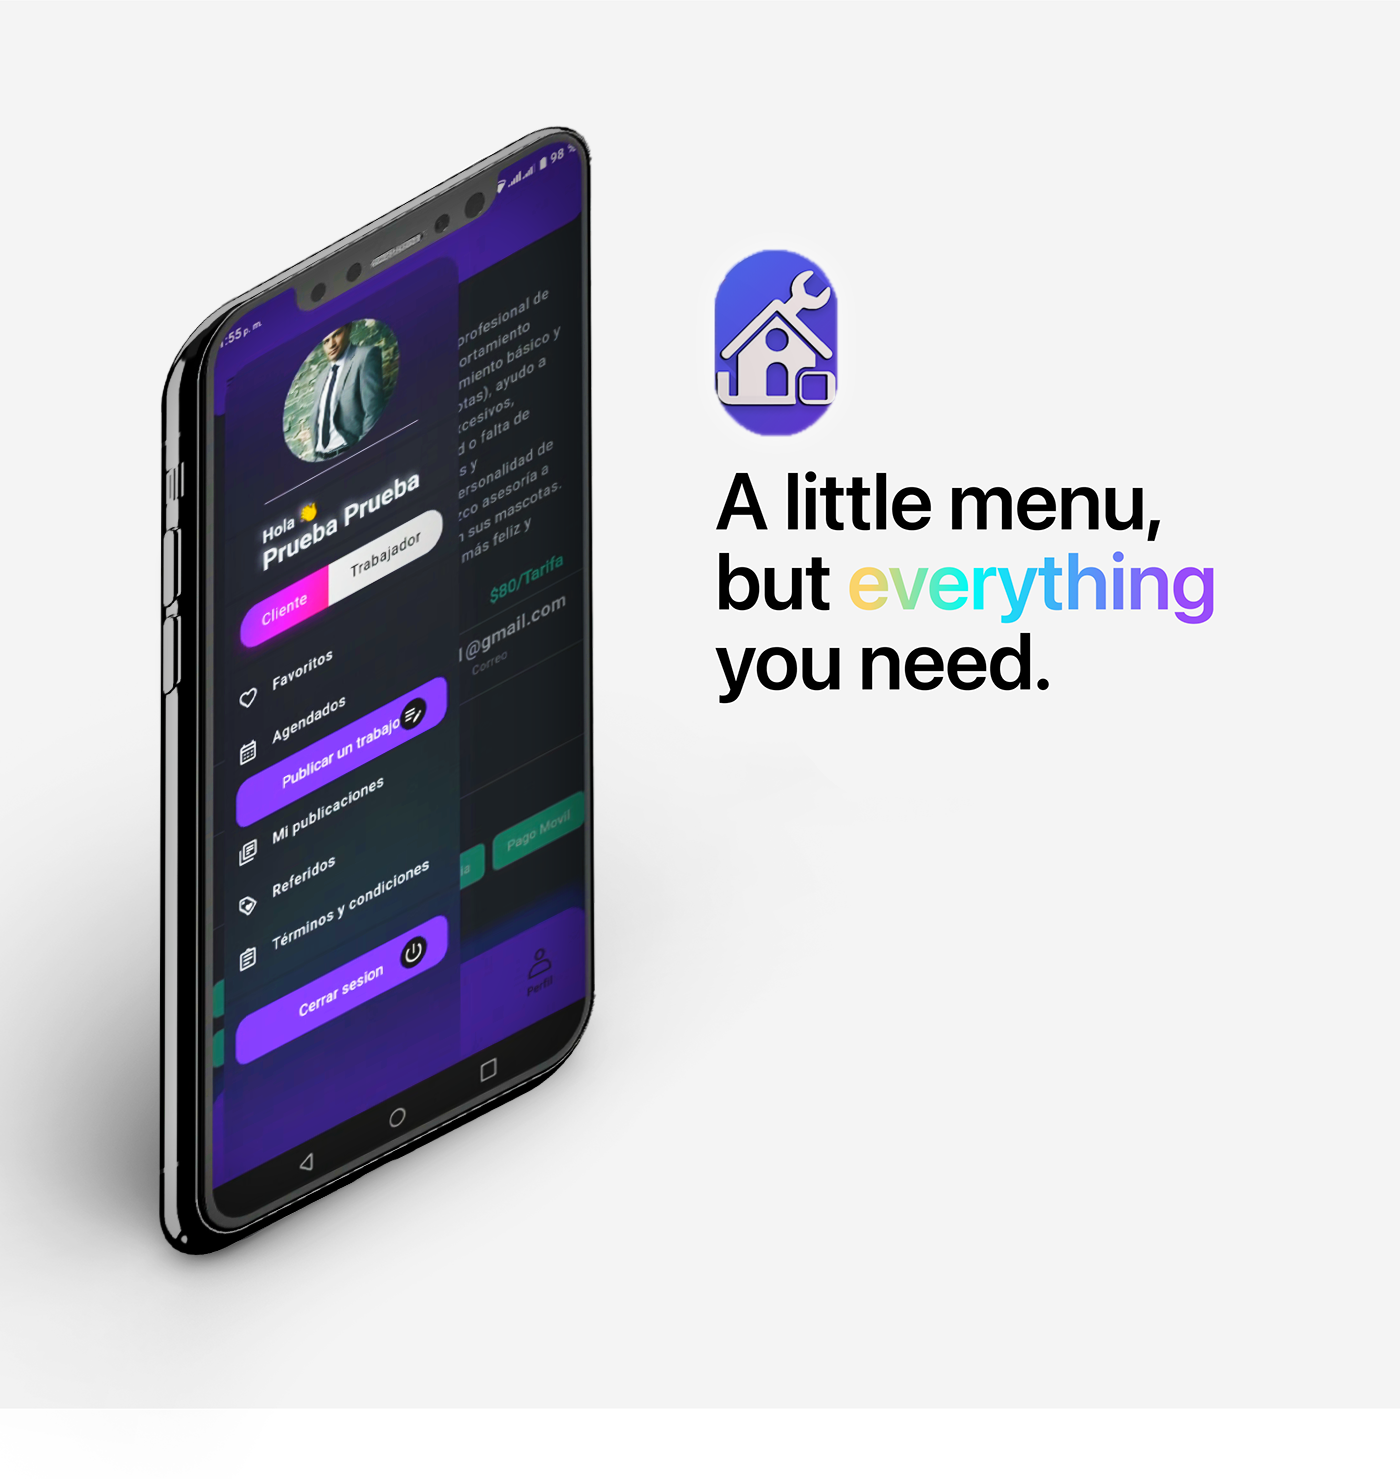 :55 p. m.
98 %
Hola 👋
Prueba Prueba
Cliente
Trabajador
Favoritos
Agendados
Publicar un trabajo
Mi publicaciones
Referidos
Términos y condiciones
Cerrar sesion
profesional de
ortamiento
miento básico y
otas), ayudo a
xcesivos,
d o falta de
s y
ersonalidad de
zco asesoría a
n sus mascotas.
más feliz y
$80/Tarifa
@gmail.com
Correo
Pago Movil
Perfil
A little menu,
but everything
you need.